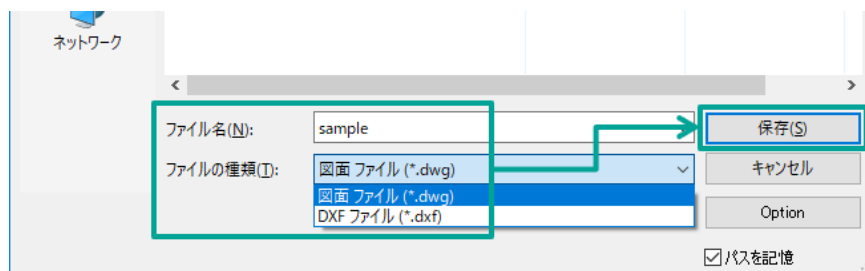 ネットワーク
ファイル名(N):
sample
保存(S)
ファイルの種類(T):
図面 ファイル (*.dwg)
キャンセル
図面 ファイル (*.dwg)
DXF ファイル (*.dxf)
Option
パスを記憶